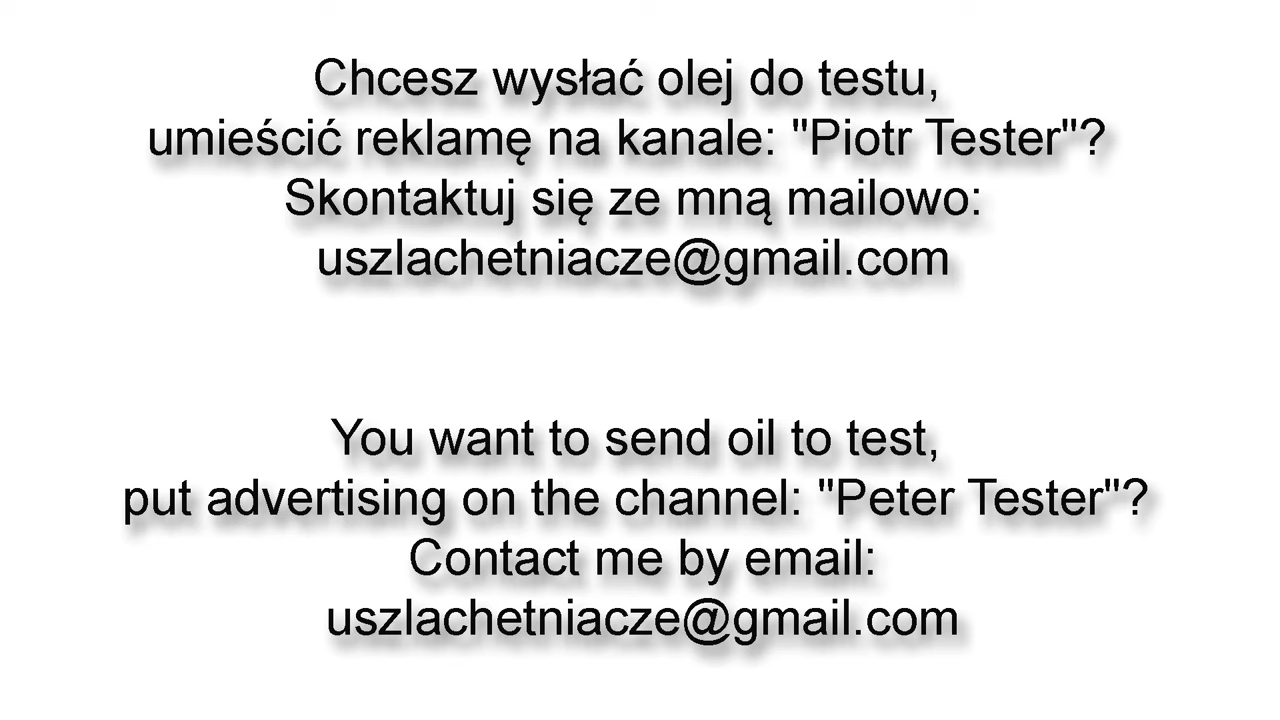 Chcesz wysłać olej do testu,
umieścić reklamę na kanale: "Piotr Tester"?
Skontaktuj się ze mną mailowo:
uszlachetniacze@gmail.com
You want to send oil to test,
put advertising on the channel: "Peter Tester"?
Contact me by email:
uszlachetniacze@gmail.com